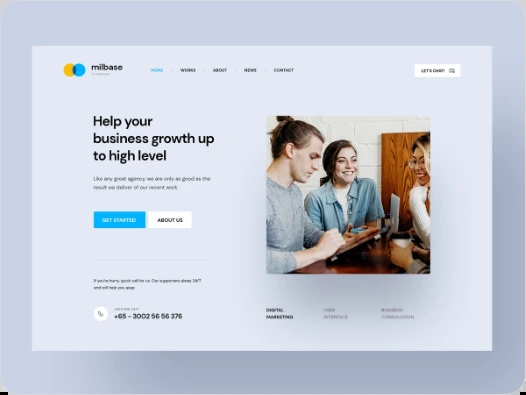 milbase
HOME
WORKS
ABOUT
NEWS
CONTACT
LET'S CHAT!
Help your
business growth up
to high level
Like any great agency, we are only as good as the
result we deliver of our recent work
GET STARTED
ABOUT US
If you're hurry, quick call for us. Our supporters alway 24/7
and will help you asap
+65 - 3002 56 56 376
DIGITAL
MARKETING
USER
INTERFACE
BUSINESS
CONSULTATION